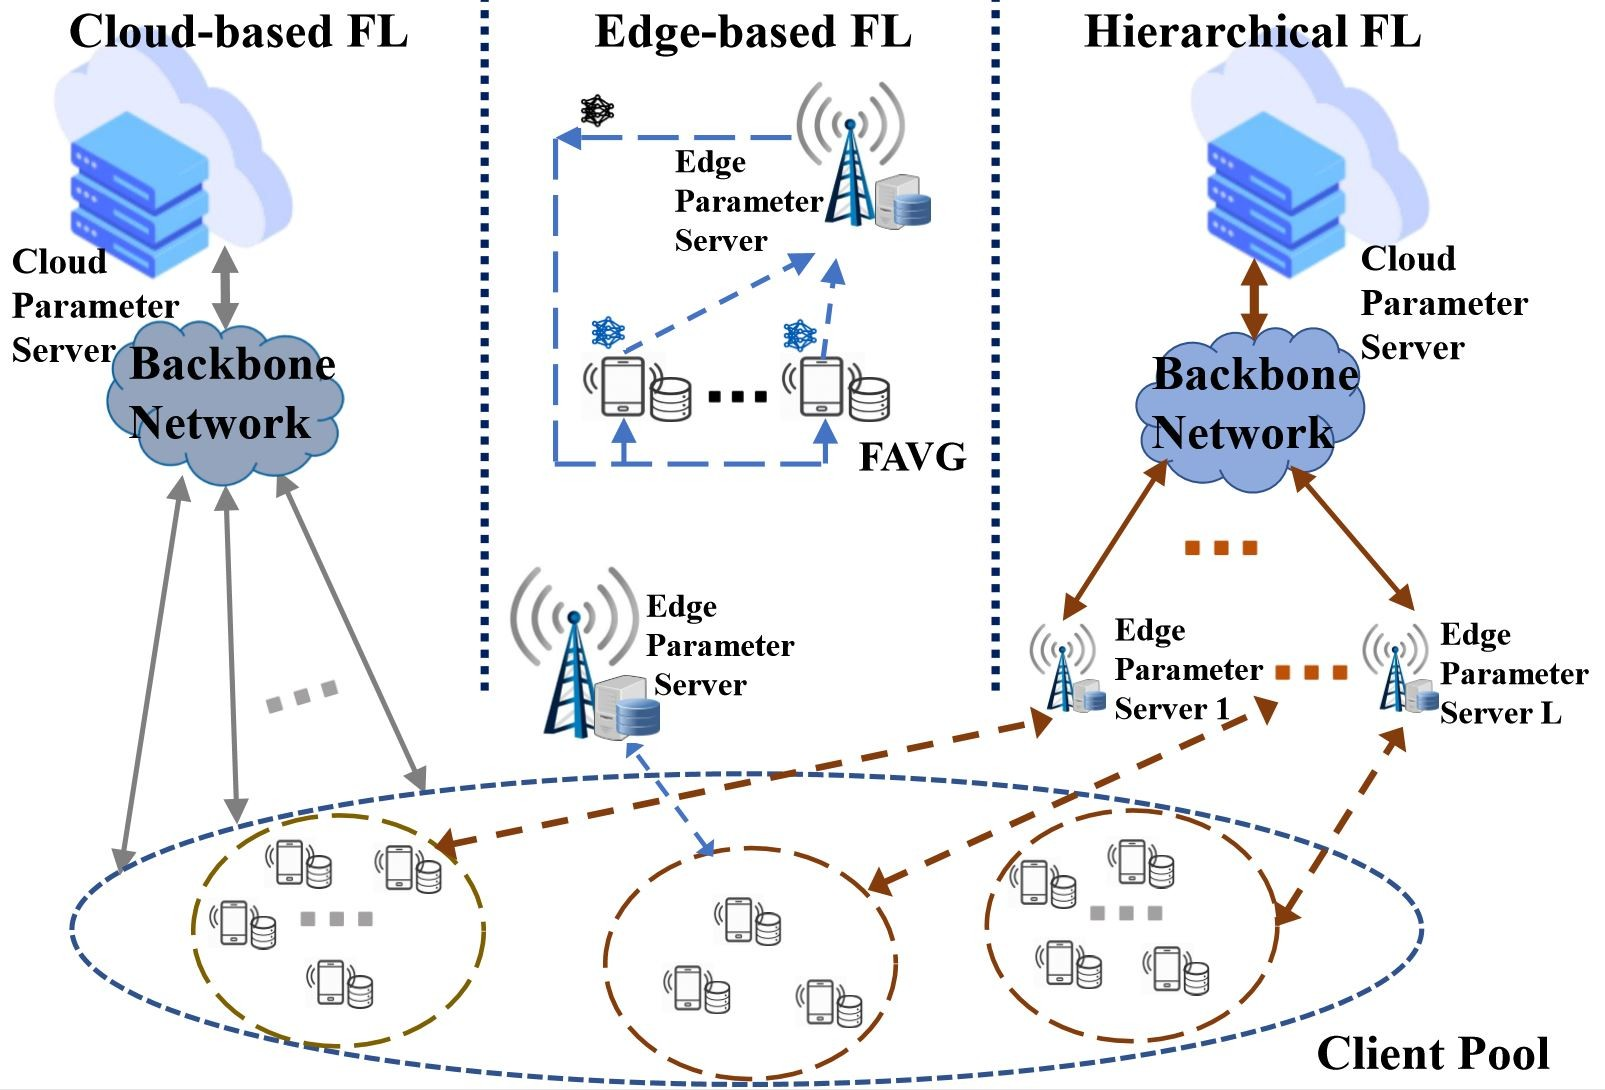 Cloud-based FL
Edge-based FL
Hierarchical FL
Cloud
Parameter
Server
Backbone
Network
Edge
Parameter
Server
FAVG
Edge
Parameter
Server
Cloud
Parameter
Server
Backbone
Network
Edge
Parameter
Server 1
Edge
Parameter
Server L
Client Pool